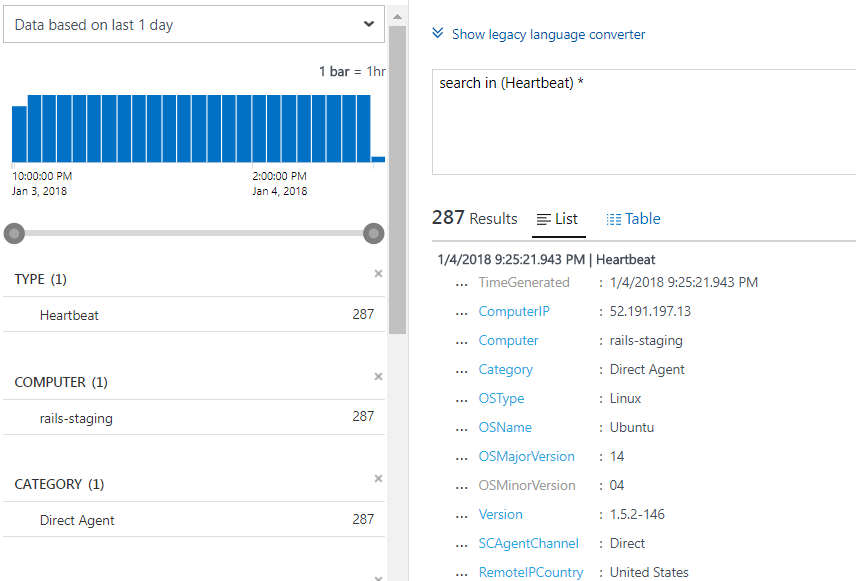 Data based on last 1 day
1 bar = 1hr
10:00:00 PM
Jan 3, 2018
2:00:00 PM
Jan 4, 2018
TYPE (1)
Heartbeat 287
COMPUTER (1)
rails-staging 287
CATEGORY (1)
Direct Agent 287
Show legacy language converter
search in (Heartbeat) *
287 Results List Table
1/4/2018 9:25:21.943 PM | Heartbeat
... TimeGenerated : 1/4/2018 9:25:21.943 PM
... ComputerIP : 52.191.197.13
... Computer : rails-staging
... Category : Direct Agent
... OSType : Linux
... OSName : Ubuntu
... OSMajorVersion : 14
... OSMinorVersion : 04
... Version : 1.5.2-146
... SCAgentChannel : Direct
... RemoteIPCountry : United States